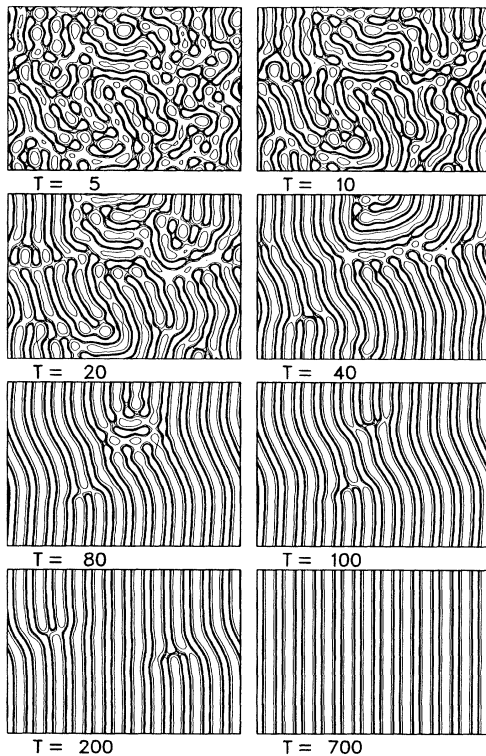 T = 5
T = 10
T = 20
T = 40
T = 80
T = 100
T = 200
T = 700